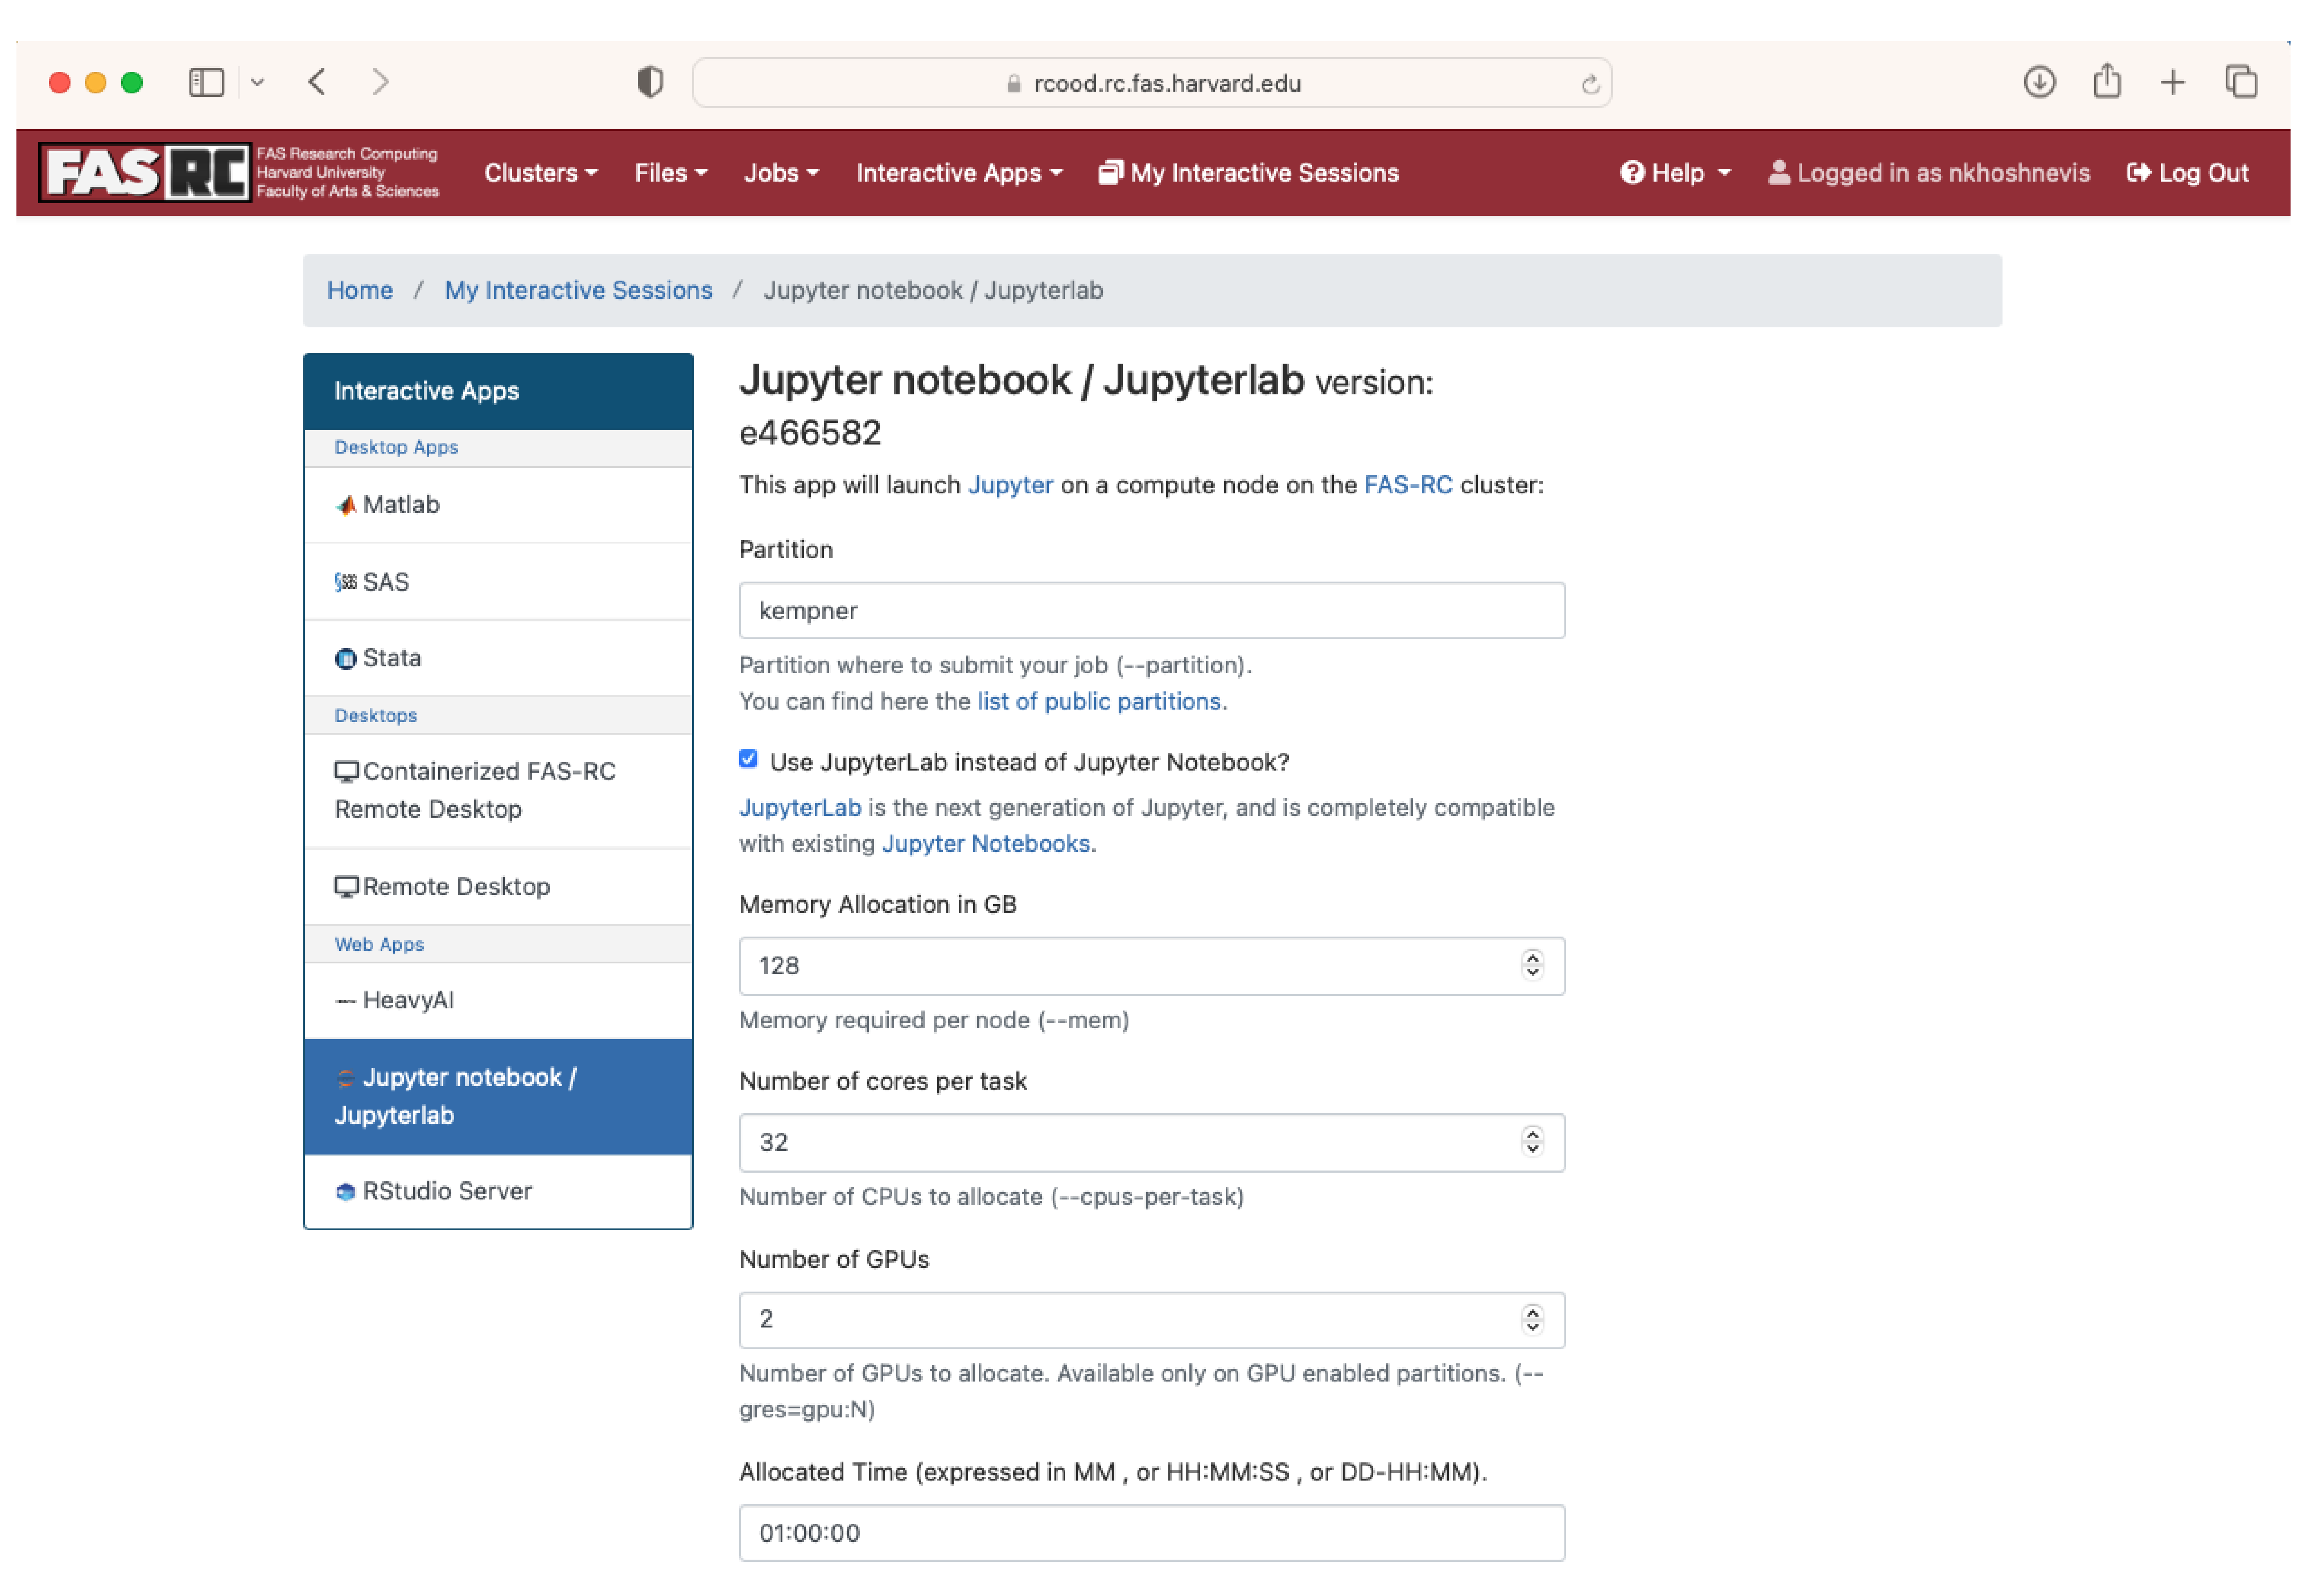 rcood.rc.fas.harvard.edu
FAS RC
FAS Research Computing
Harvard University
Faculty of Arts & Sciences
Clusters
Files
Jobs
Interactive Apps
My Interactive Sessions
Help
Logged in as nkhoshnevis
Log Out
Home / My Interactive Sessions / Jupyter notebook / Jupyterlab
Interactive Apps
Desktop Apps
Matlab
SAS
Stata
Desktops
Containerized FAS-RC
Remote Desktop
Remote Desktop
Web Apps
HeavyAI
Jupyter notebook /
Jupyterlab
RStudio Server
Jupyter notebook / Jupyterlab version:
e466582
This app will launch Jupyter on a compute node on the FAS-RC cluster:
Partition
kempner
Partition where to submit your job (--partition).
You can find here the list of public partitions.
Use JupyterLab instead of Jupyter Notebook?
JupyterLab is the next generation of Jupyter, and is completely compatible
with existing Jupyter Notebooks.
Memory Allocation in GB
128
Memory required per node (--mem)
Number of cores per task
32
Number of CPUs to allocate (--cpus-per-task)
Number of GPUs
2
Number of GPUs to allocate. Available only on GPU enabled partitions. (--
gres=gpu:N)
Allocated Time (expressed in MM , or HH:MM:SS , or DD-HH:MM).
01:00:00